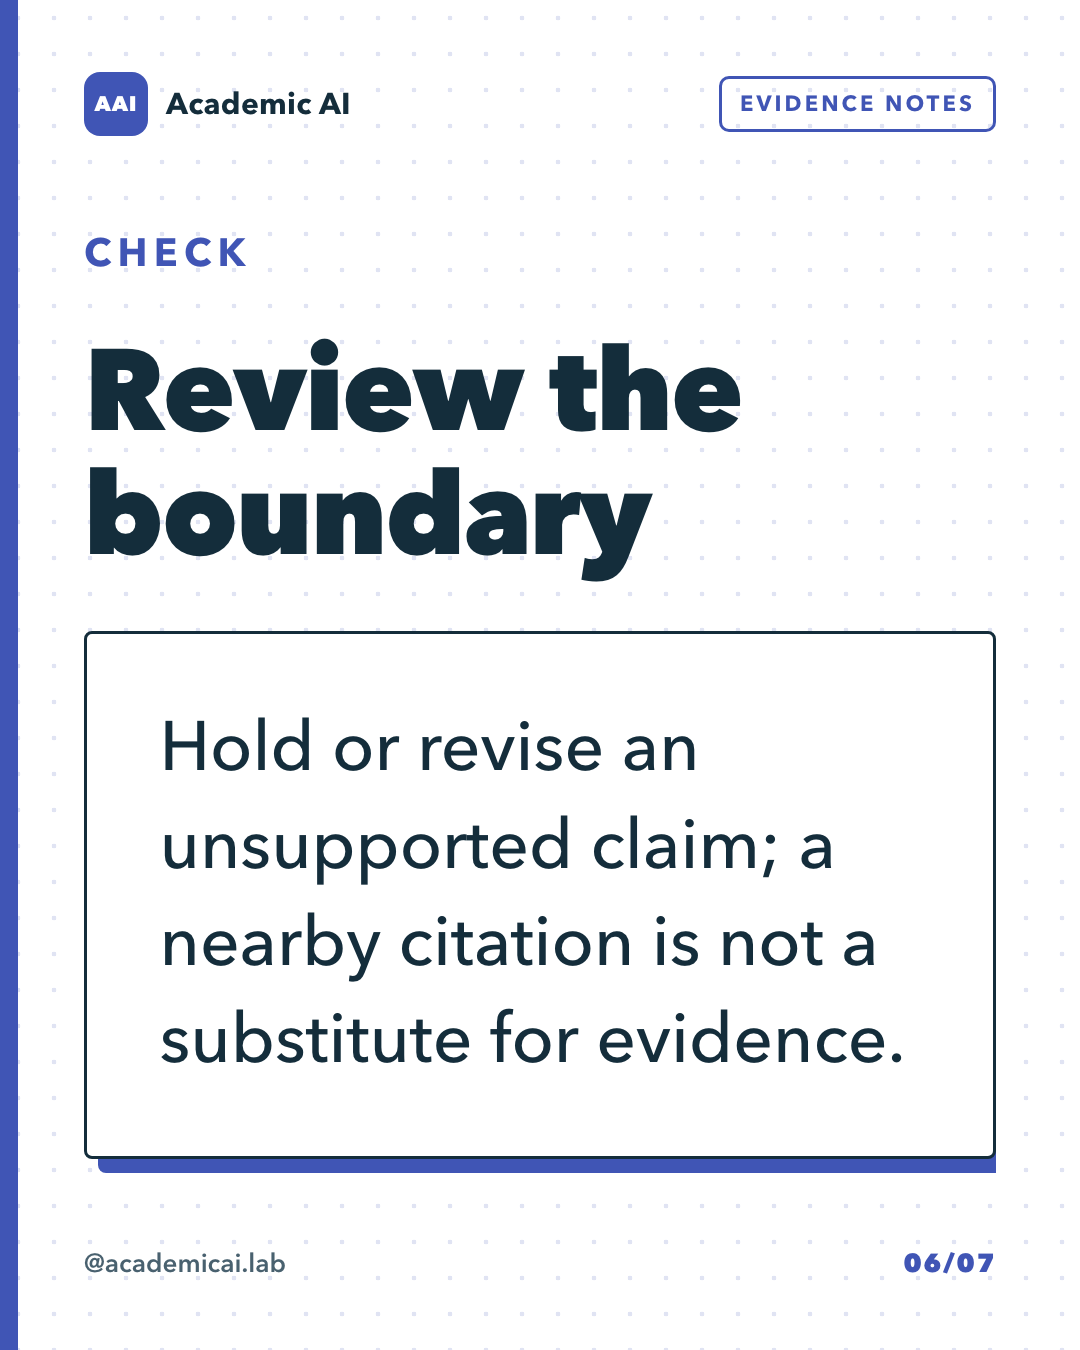 AAI
Academic AI
EVIDENCE NOTES
CHECK
Review the
boundary
Hold or revise an
unsupported claim; a
nearby citation is not a
substitute for evidence.
@academicai.lab
06/07